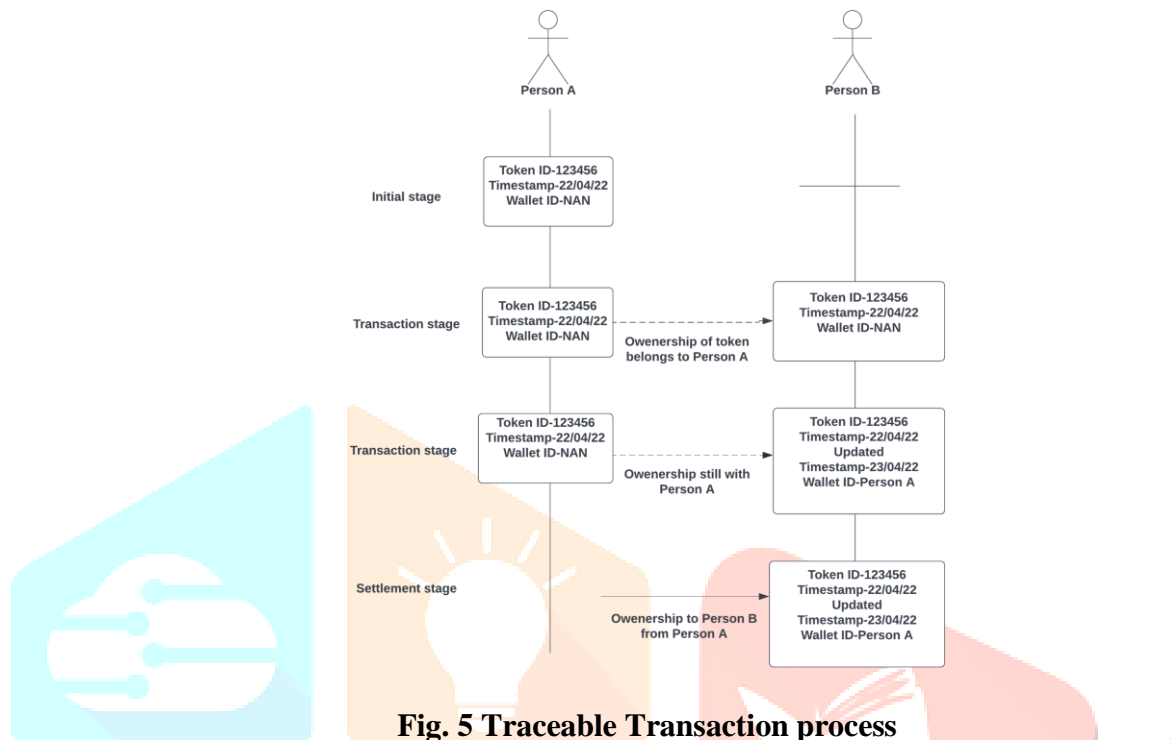 Person A
Person B
Initial stage
Token ID-123456
Timestamp-22/04/22
Wallet ID-NAN
Transaction stage
Token ID-123456
Timestamp-22/04/22
Wallet ID-NAN
Owenership of token
belongs to Person A
Token ID-123456
Timestamp-22/04/22
Wallet ID-NAN
Transaction stage
Token ID-123456
Timestamp-22/04/22
Wallet ID-NAN
Owenership still with
Person A
Token ID-123456
Timestamp-22/04/22
Updated
Timestamp-23/04/22
Wallet ID-Person A
Settlement stage
Owenership to Person B
from Person A
Token ID-123456
Timestamp-22/04/22
Updated
Timestamp-23/04/22
Wallet ID-Person A
Fig. 5 Traceable Transaction process